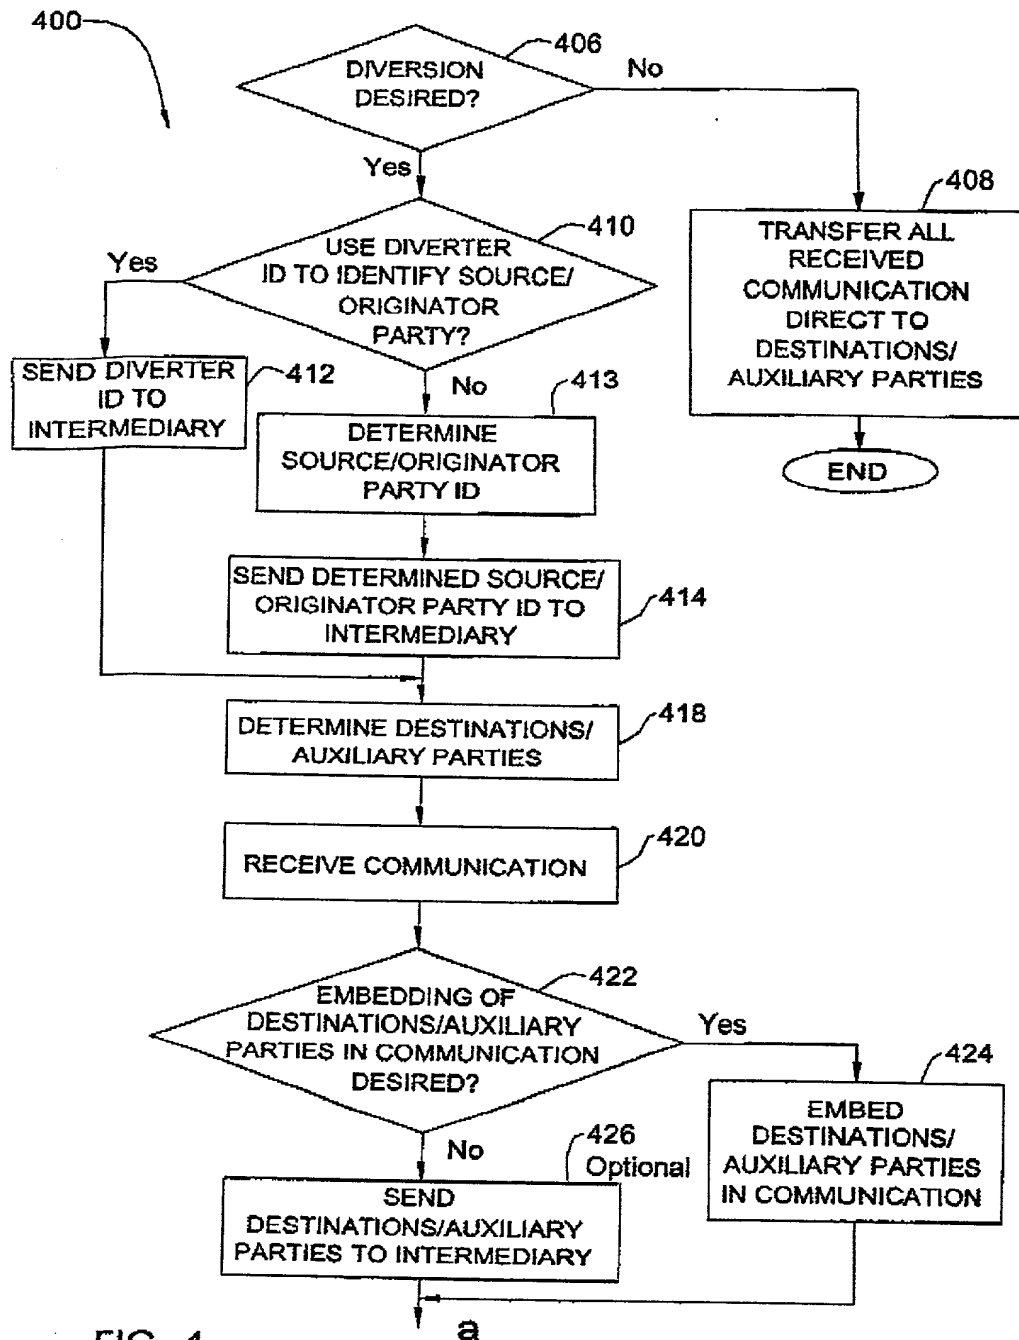 400
406
DIVERSION
DESIRED?
No
Yes
408
TRANSFER ALL
RECEIVED
COMMUNICATION
DIRECT TO
DESTINATIONS/
AUXILIARY PARTIES
END
410
USE DIVERTER
ID TO IDENTIFY SOURCE/
ORIGINATOR
PARTY?
Yes
No
412
SEND DIVERTER
ID TO
INTERMEDIARY
413
DETERMINE
SOURCE/ORIGINATOR
PARTY ID
SEND DETERMINED SOURCE/
ORIGINATOR PARTY ID TO
INTERMEDIARY
414
418
DETERMINE DESTINATIONS/
AUXILIARY PARTIES
420
RECEIVE COMMUNICATION
422
EMBEDDING OF
DESTINATIONS/AUXILIARY
PARTIES IN COMMUNICATION
DESIRED?
Yes
No
424
EMBED
DESTINATIONS/
AUXILIARY PARTIES
IN COMMUNICATION
426
Optional
SEND
DESTINATIONS/AUXILIARY
PARTIES TO INTERMEDIARY
a
FIG.